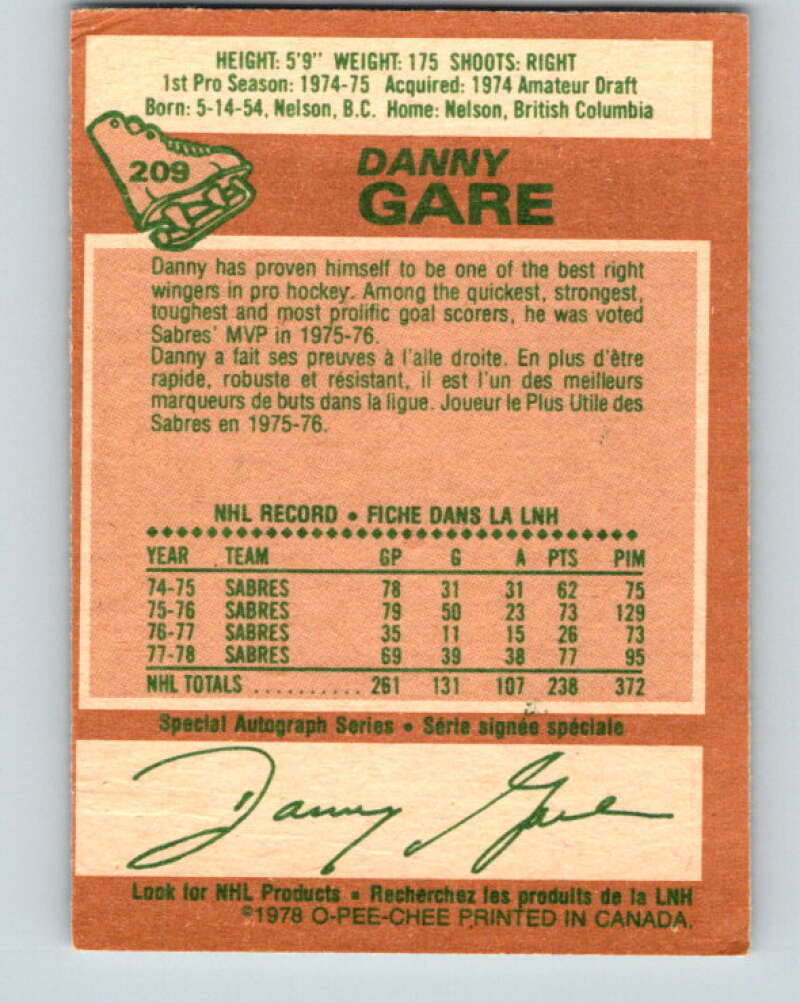 HEIGHT: 5'9" WEIGHT: 175 SHOOTS: RIGHT
1st Pro Season: 1974-75 Acquired: 1974 Amateur Draft
Born: 5-14-54, Nelson, B.C. Home: Nelson, British Columbia
209
DANNY
GARE
Danny has proven himself to be one of the best right
wingers in pro hockey. Among the quickest, strongest,
toughest and most prolific goal scorers, he was voted
Sabres' MVP in 1975-76.
Danny a fait ses preuves à l'aile droite. En plus d'être
rapide, robuste et résistant, il est l'un des meilleurs
marqueurs de buts dans la ligue. Joueur le Plus Utile des
Sabres en 1975-76.
NHL RECORD • FICHE DANS LA LNH
YEAR TEAM GP G A PTS PIM
74-75 SABRES 78 31 31 62 75
75-76 SABRES 79 50 23 73 129
76-77 SABRES 35 11 15 26 73
77-78 SABRES 69 39 38 77 95
NHL TOTALS .......... 261 131 107 238 372
Special Autograph Series • Série signée spéciale
Danny Gare
Look for NHL Products • Recherchez les produits de la LNH
©1978 O-PEE-CHEE PRINTED IN CANADA.